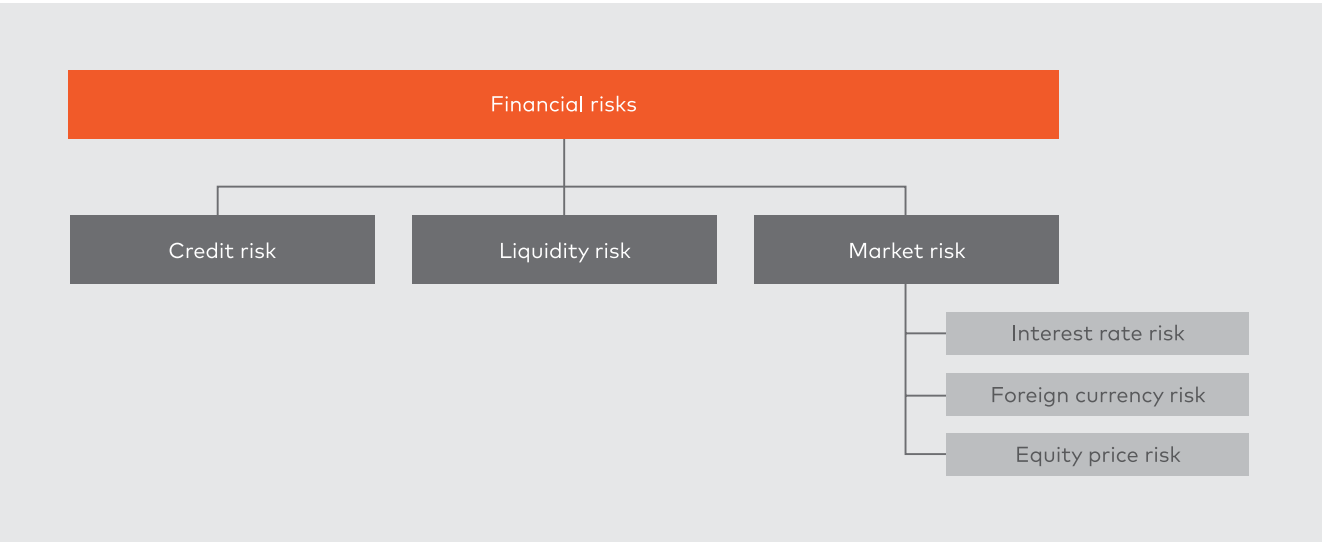 Financial risks
Credit risk
Liquidity risk
Market risk
Interest rate risk
Foreign currency risk
Equity price risk